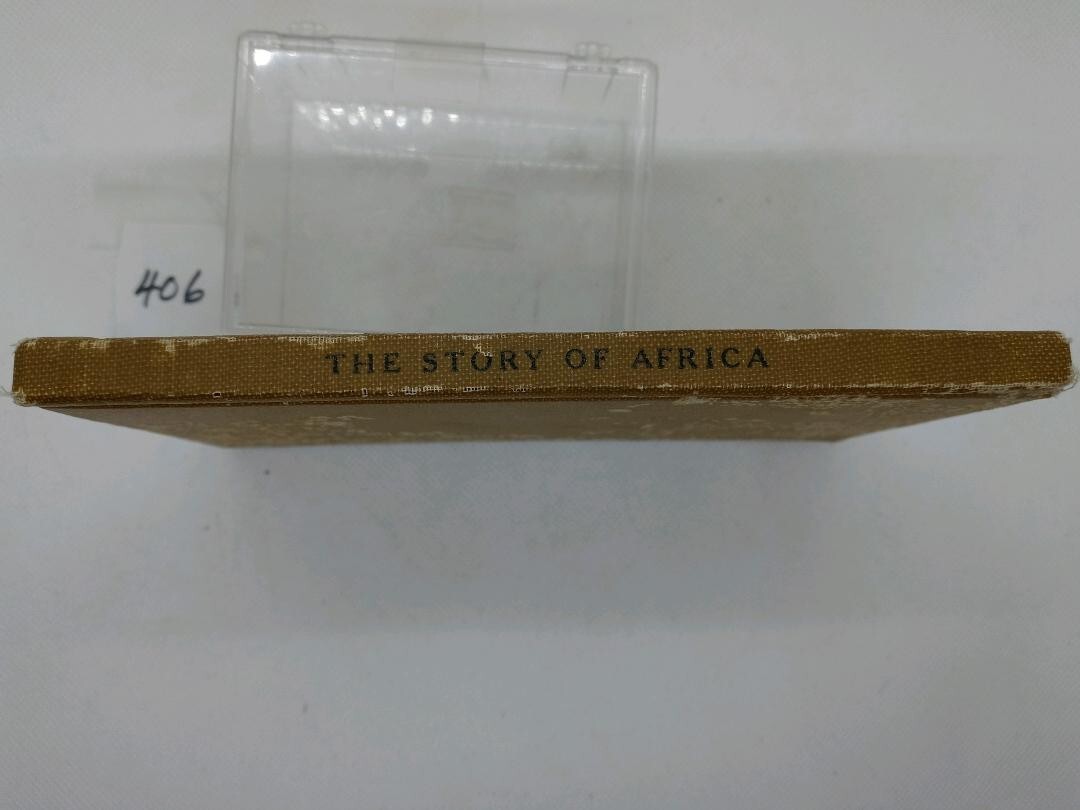 406
THE STORY OF AFRICA